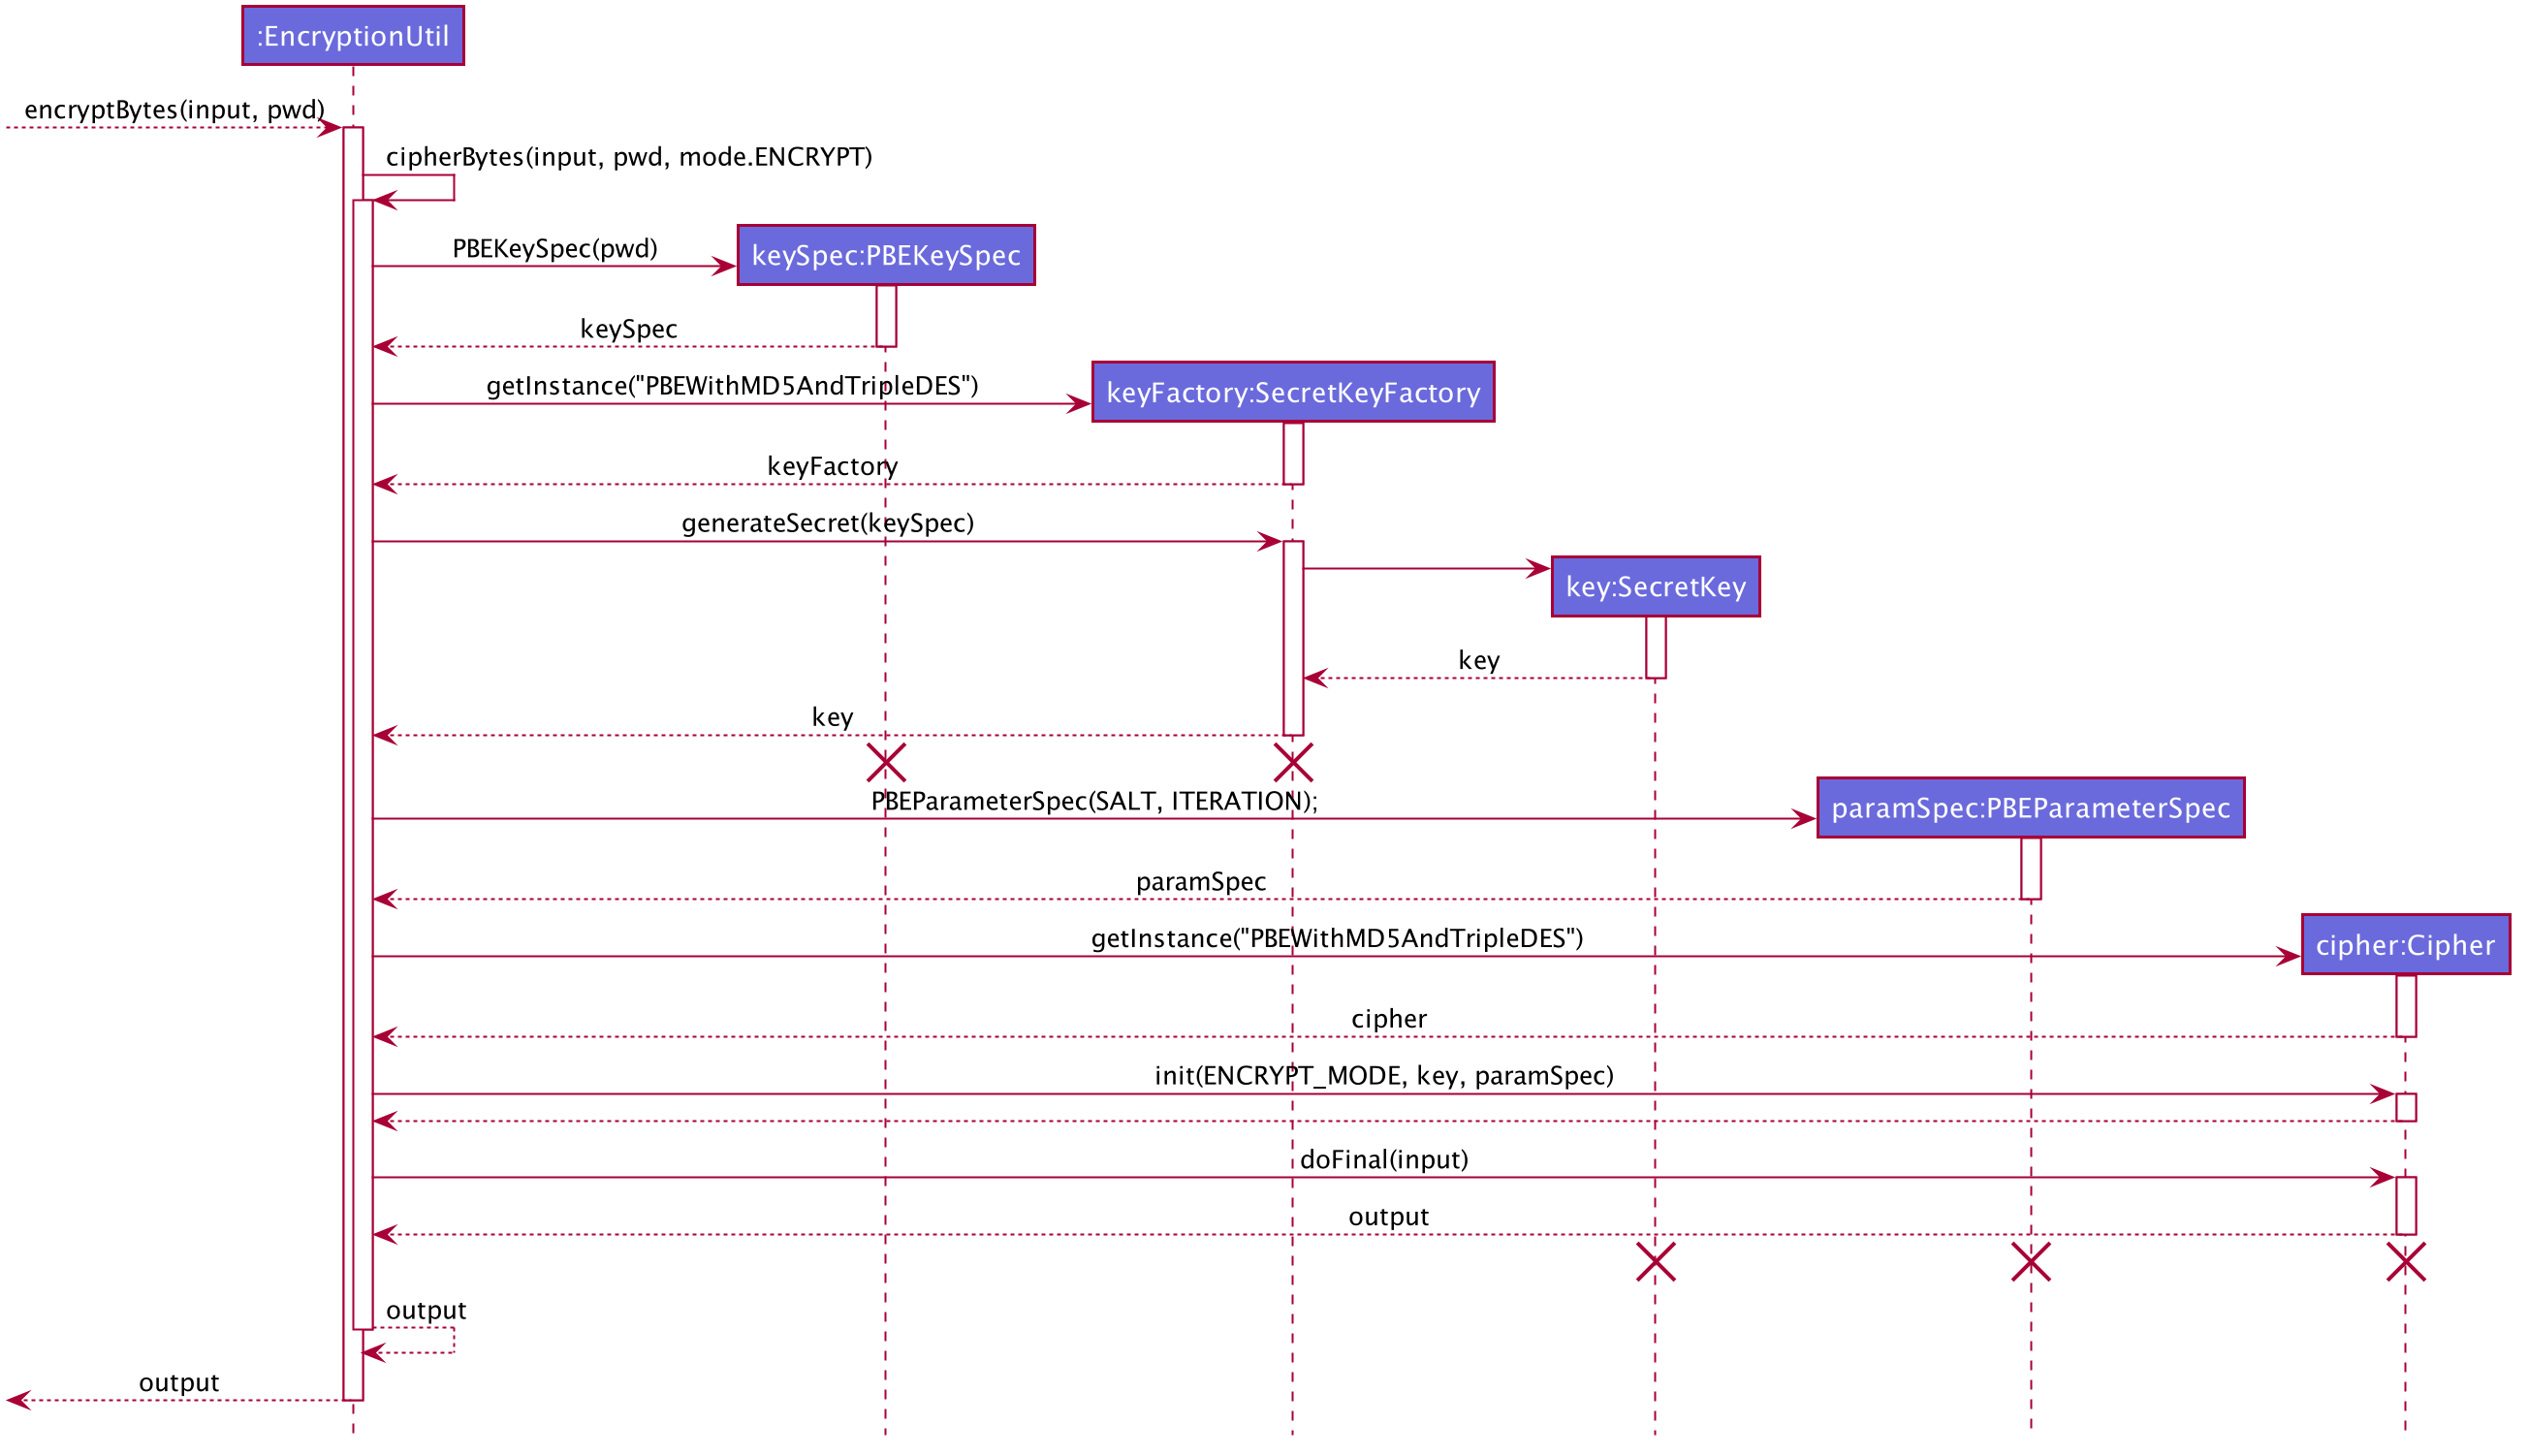 :EncryptionUtil
encryptBytes(input, pwd)
cipherBytes(input, pwd, mode.ENCRYPT)
PBEKeySpec(pwd)
keySpec:PBEKeySpec
keySpec
getInstance("PBEWithMD5AndTripleDES")
keyFactory:SecretKeyFactory
keyFactory
generateSecret(keySpec)
key:SecretKey
key
key
PBEParameterSpec(SALT, ITERATION);
paramSpec:PBEParameterSpec
paramSpec
getInstance("PBEWithMD5AndTripleDES")
cipher:Cipher
cipher
init(ENCRYPT_MODE, key, paramSpec)
doFinal(input)
output
output
output